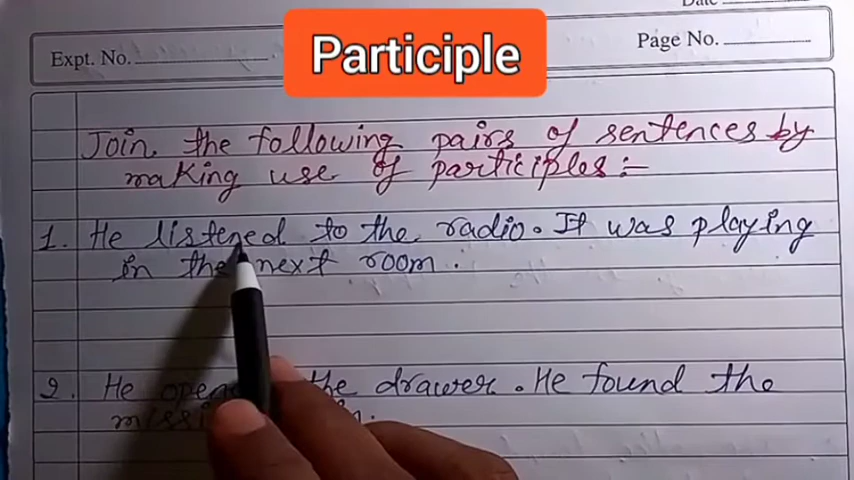 Date
Expt. No.
Participle
Page No.
Join the following pairs of sentences by
making use of participles :-
1. He listened to the radio. It was playing
in the next room.
2. He the drawer. He found the